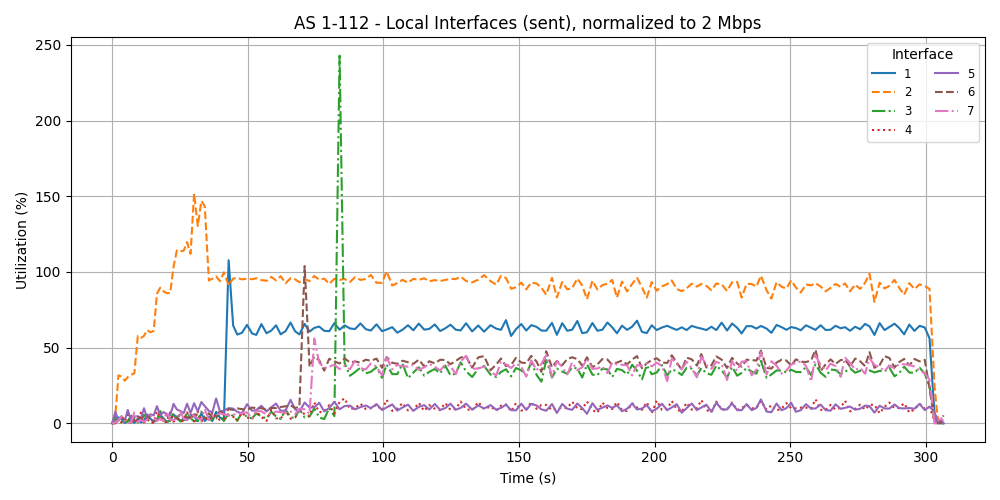 AS 1-112 - Local Interfaces (sent), normalized to 2 Mbps
Utilization (%)
250
200
150
100
50
0
0 50 100 150 200 250 300
Time (s)
Interface
1 5
2 6
3 7
4